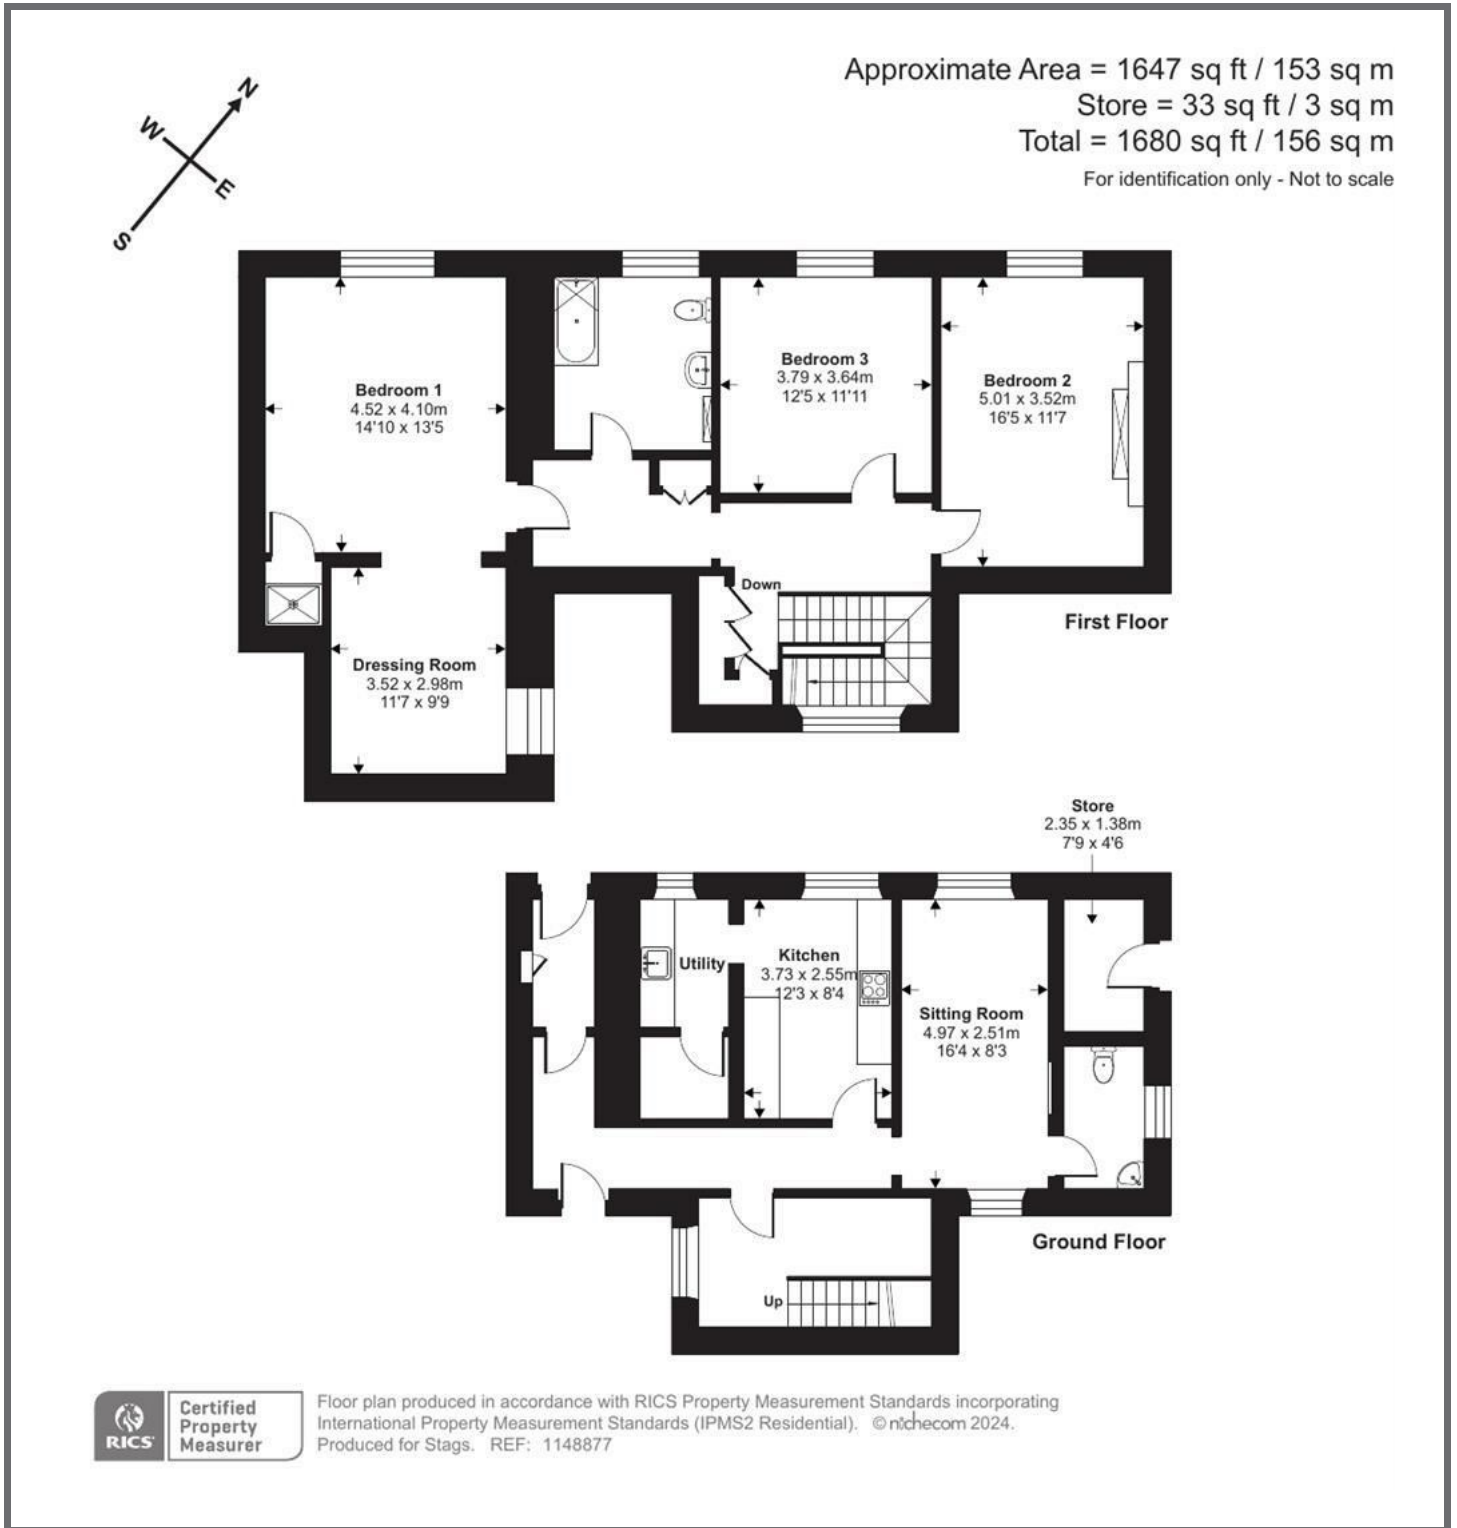 Approximate Area = 1647 sq ft / 153 sq m
Store = 33 sq ft / 3 sq m
Total = 1680 sq ft / 156 sq m
For identification only - Not to scale
N
W
E
S
Bedroom 1
4.52 x 4.10m
14'10 x 13'5
Bedroom 3
3.79 x 3.64m
12'5 x 11'11
Bedroom 2
5.01 x 3.52m
16'5 x 11'7
Down
First Floor
Dressing Room
3.52 x 2.98m
11'7 x 9'9
Store
2.35 x 1.38m
7'9 x 4'6
Utility
Kitchen
3.73 x 2.55m
12'3 x 8'4
Sitting Room
4.97 x 2.51m
16'4 x 8'3
Ground Floor
Up
RICS
Certified
Property
Measurer
Floor plan produced in accordance with RICS Property Measurement Standards incorporating
International Property Measurement Standards (IPMS2 Residential). © nichecom 2024.
Produced for Stags. REF: 1148877